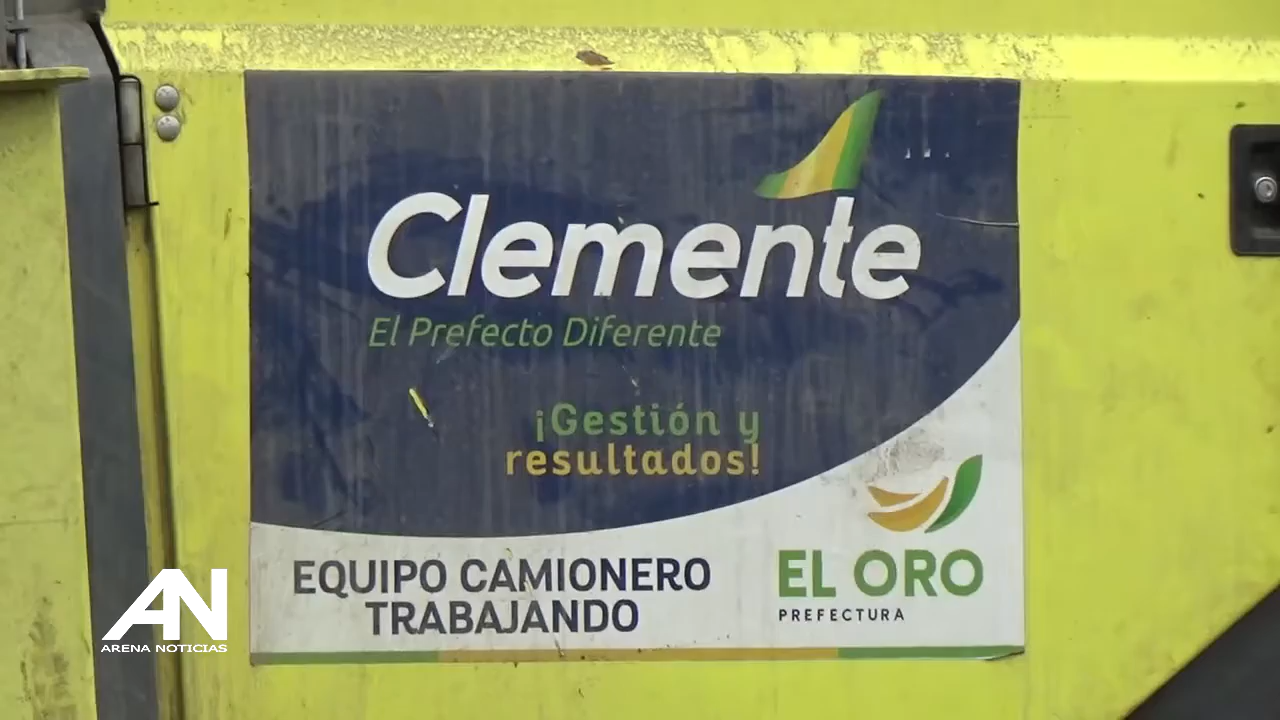 Clemente
El Prefecto Diferente
¡Gestión y
resultados!
EQUIPO CAMIONERO
TRABAJANDO
EL ORO
PREFECTURA
AN
ARENA NOTICIAS